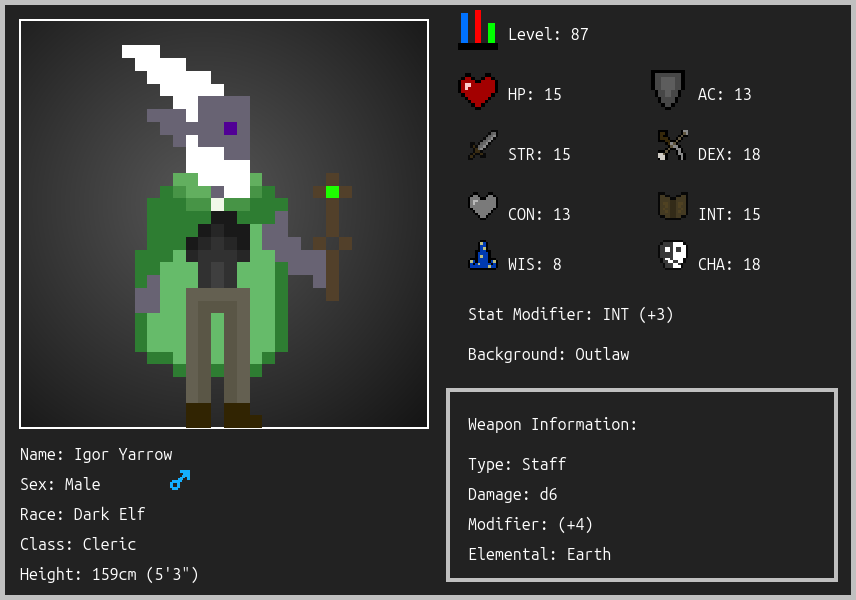 Level: 87
HP: 15
AC: 13
STR: 15
DEX: 18
CON: 13
INT: 15
WIS: 8
CHA: 18
Stat Modifier: INT (+3)
Background: Outlaw
Weapon Information:
Type: Staff
Damage: d6
Modifier: (+4)
Elemental: Earth
Name: Igor Yarrow
Sex: Male
Race: Dark Elf
Class: Cleric
Height: 159cm (5'3")